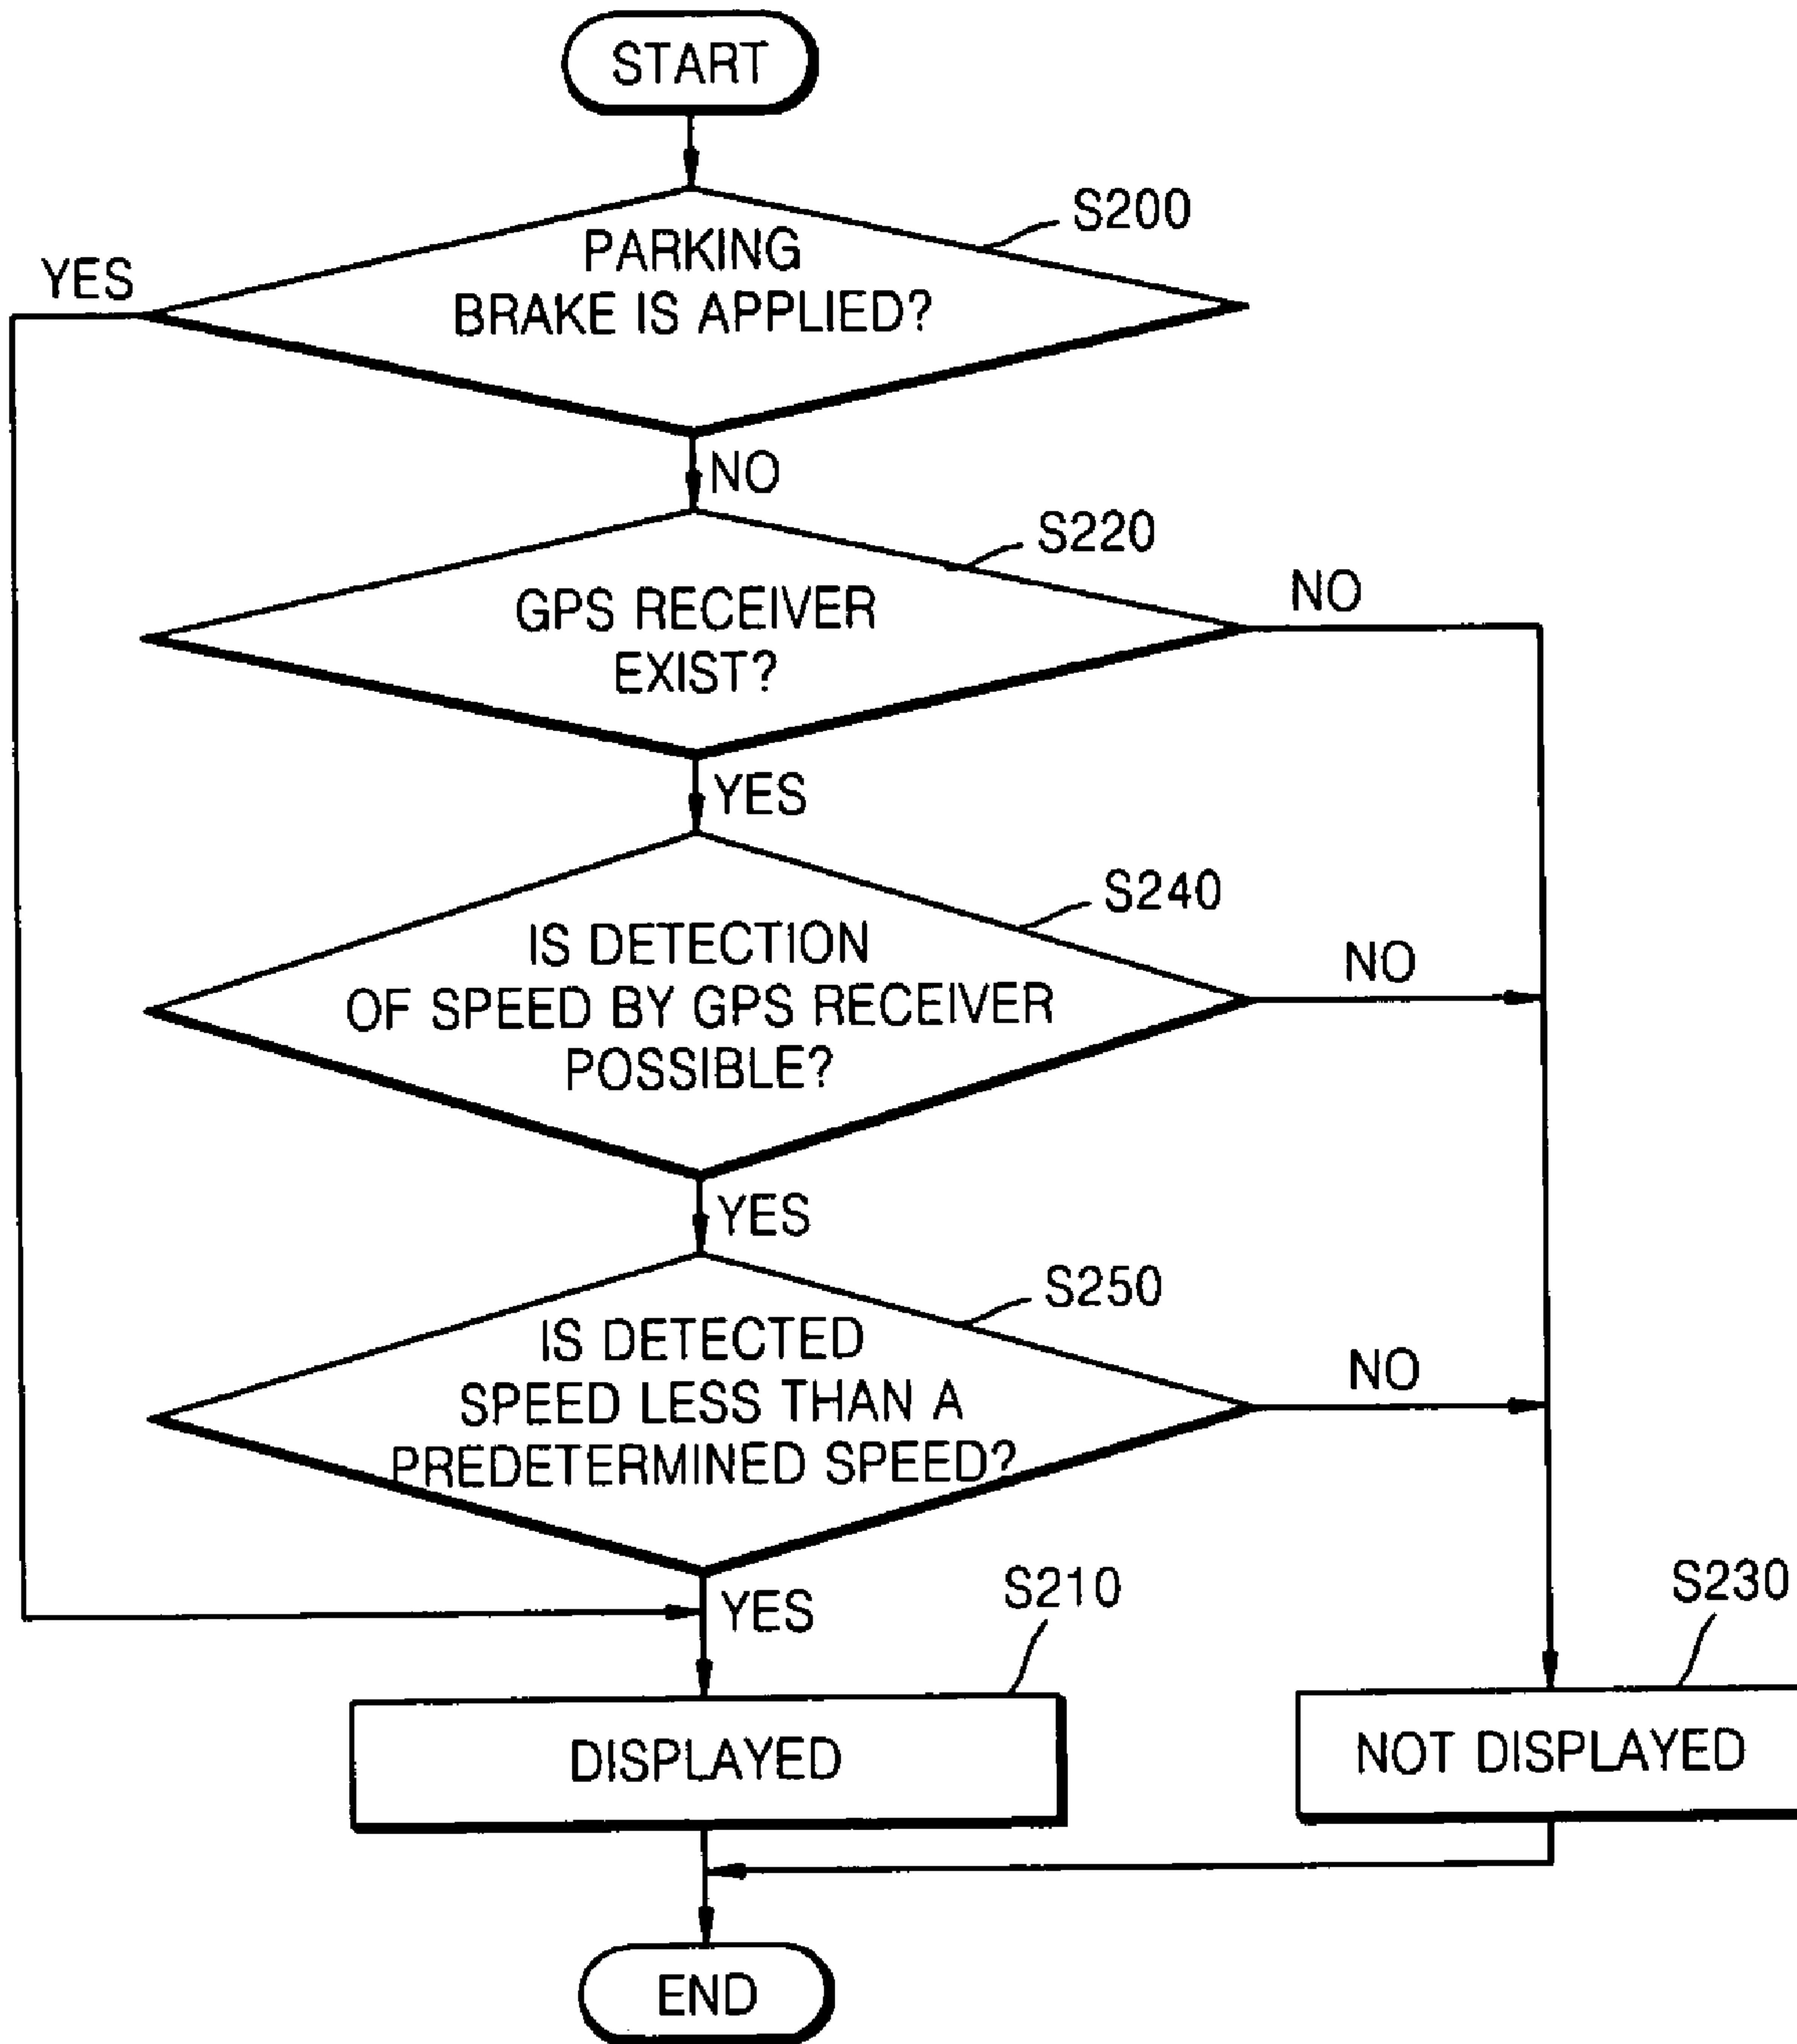 START
S200
PARKING
BRAKE IS APPLIED?
YES
NO
S220
GPS RECEIVER
EXIST?
NO
YES
S240
IS DETECTION
OF SPEED BY GPS RECEIVER
POSSIBLE?
NO
YES
S250
IS DETECTED
SPEED LESS THAN A
PREDETERMINED SPEED?
NO
YES
S210
S230
DISPLAYED
NOT DISPLAYED
END